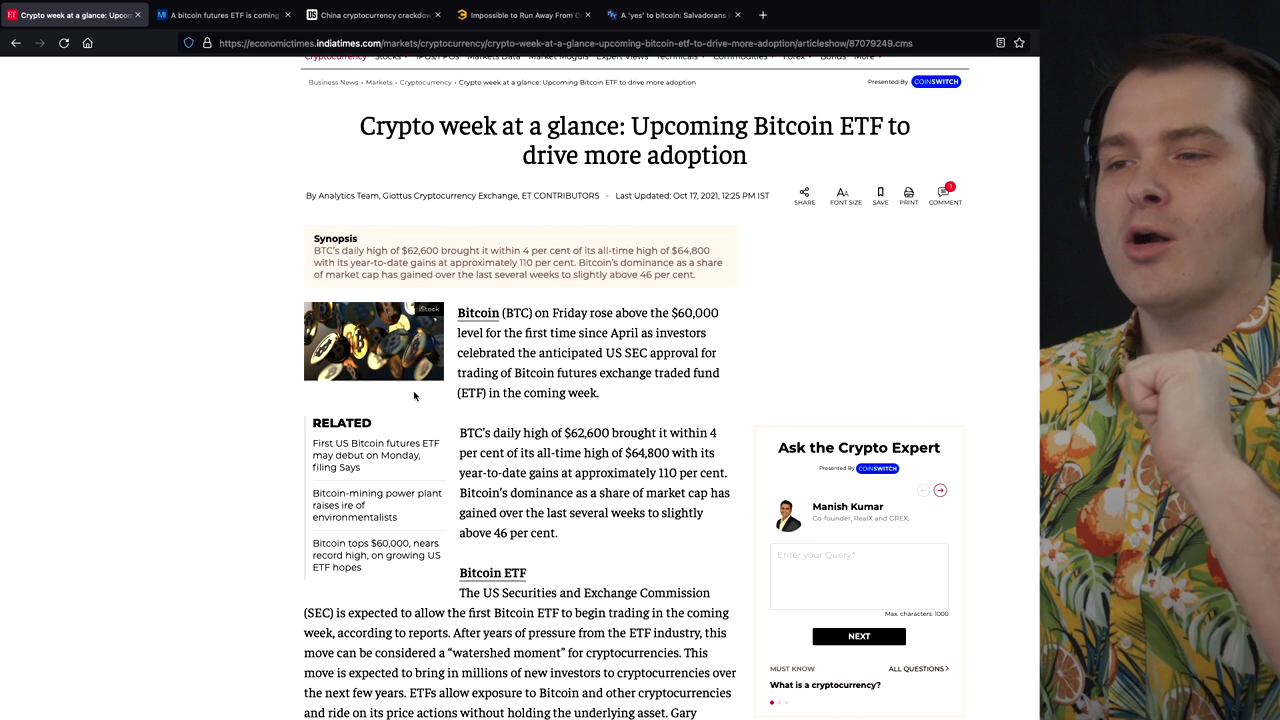 Crypto week at a glance: Upcom
A bitcoin futures ETF is coming
China cryptocurrency crackdow
Impossible to Run Away From C
A 'yes' to bitcoin: Salvadorans k
https://economictimes.indiatimes.com/markets/cryptocurrency/crypto-week-at-a-glance-upcoming-bitcoin-etf-to-drive-more-adoption/articleshow/87079249.cms
Cryptocurrency Stocks IPOs/FPOs Markets Data Market Moguls Expert Views Technicals Commodities Forex Bonds More
Business News › Markets › Cryptocurrency › Crypto week at a glance: Upcoming Bitcoin ETF to drive more adoption
Presented By COINSWITCH
Crypto week at a glance: Upcoming Bitcoin ETF to
drive more adoption
By Analytics Team, Giottus Cryptocurrency Exchange, ET CONTRIBUTORS - Last Updated: Oct 17, 2021, 12:25 PM IST
SHARE
FONT SIZE
SAVE
PRINT
1
COMMENT
Synopsis
BTC's daily high of $62,600 brought it within 4 per cent of its all-time high of $64,800
with its year-to-date gains at approximately 110 per cent. Bitcoin's dominance as a share
of market cap has gained over the last several weeks to slightly above 46 per cent.
iStock
Bitcoin (BTC) on Friday rose above the $60,000
level for the first time since April as investors
celebrated the anticipated US SEC approval for
trading of Bitcoin futures exchange traded fund
(ETF) in the coming week.
RELATED
First US Bitcoin futures ETF
may debut on Monday,
filing Says
Bitcoin-mining power plant
raises ire of
environmentalists
Bitcoin tops $60,000, nears
record high, on growing US
ETF hopes
BTC's daily high of $62,600 brought it within 4
per cent of its all-time high of $64,800 with its
year-to-date gains at approximately 110 per cent.
Bitcoin's dominance as a share of market cap has
gained over the last several weeks to slightly
above 46 per cent.
Bitcoin ETF
The US Securities and Exchange Commission
(SEC) is expected to allow the first Bitcoin ETF to begin trading in the coming
week, according to reports. After years of pressure from the ETF industry, this
move can be considered a “watershed moment” for cryptocurrencies. This
move is expected to bring in millions of new investors to cryptocurrencies over
the next few years. ETFs allow exposure to Bitcoin and other cryptocurrencies
and ride on its price actions without holding the underlying asset. Gary
Ask the Crypto Expert
Presented By COINSWITCH
Manish Kumar
Co-founder, RealX and GREX,
Enter your Query*
Max. characters: 1000
NEXT
MUST KNOW
ALL QUESTIONS
What is a cryptocurrency?